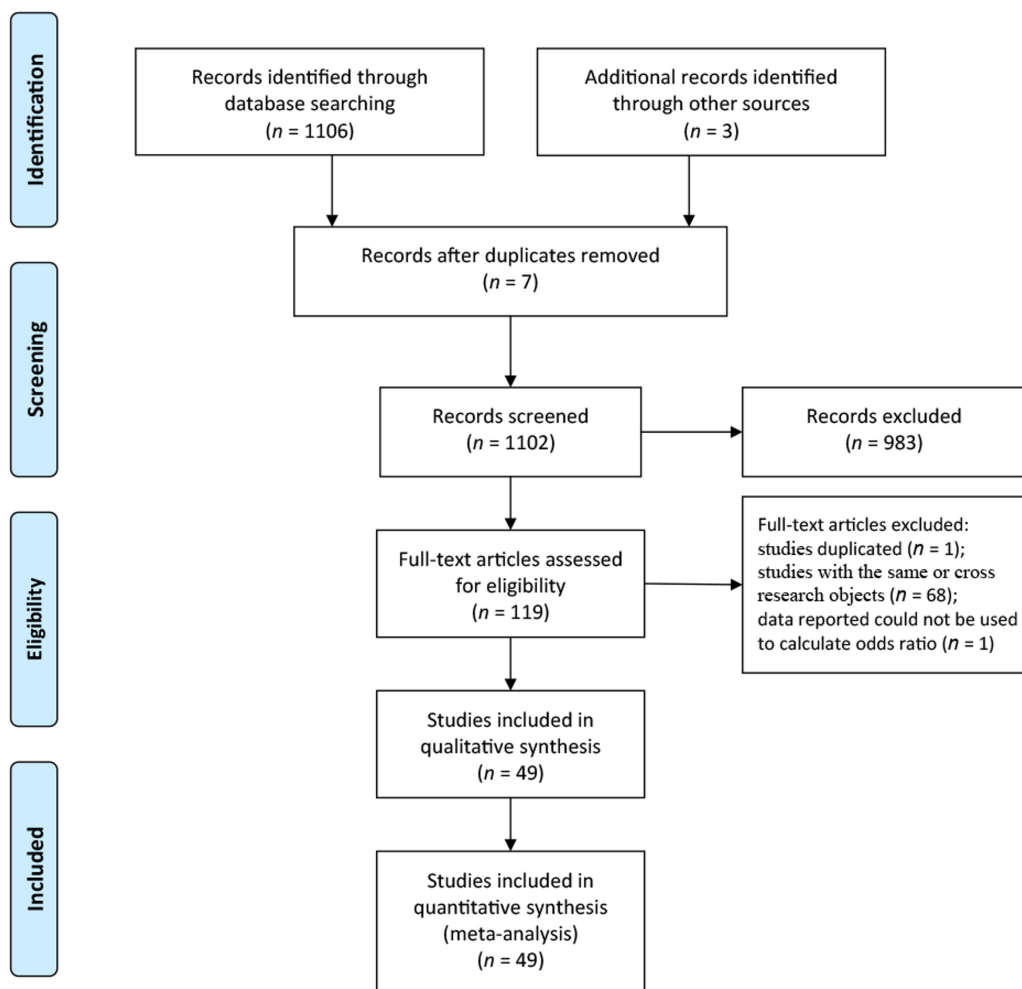 Identification
Records identified through
database searching
(n = 1106)
Additional records identified
through other sources
(n = 3)
Records after duplicates removed
(n = 7)
Screening
Records screened
(n = 1102)
Records excluded
(n = 983)
Eligibility
Full-text articles assessed
for eligibility
(n = 119)
Full-text articles excluded:
studies duplicated (n = 1);
studies with the same or cross
research objects (n = 68);
data reported could not be used
to calculate odds ratio (n = 1)
Studies included in
qualitative synthesis
(n = 49)
Included
Studies included in
quantitative synthesis
(meta-analysis)
(n = 49)